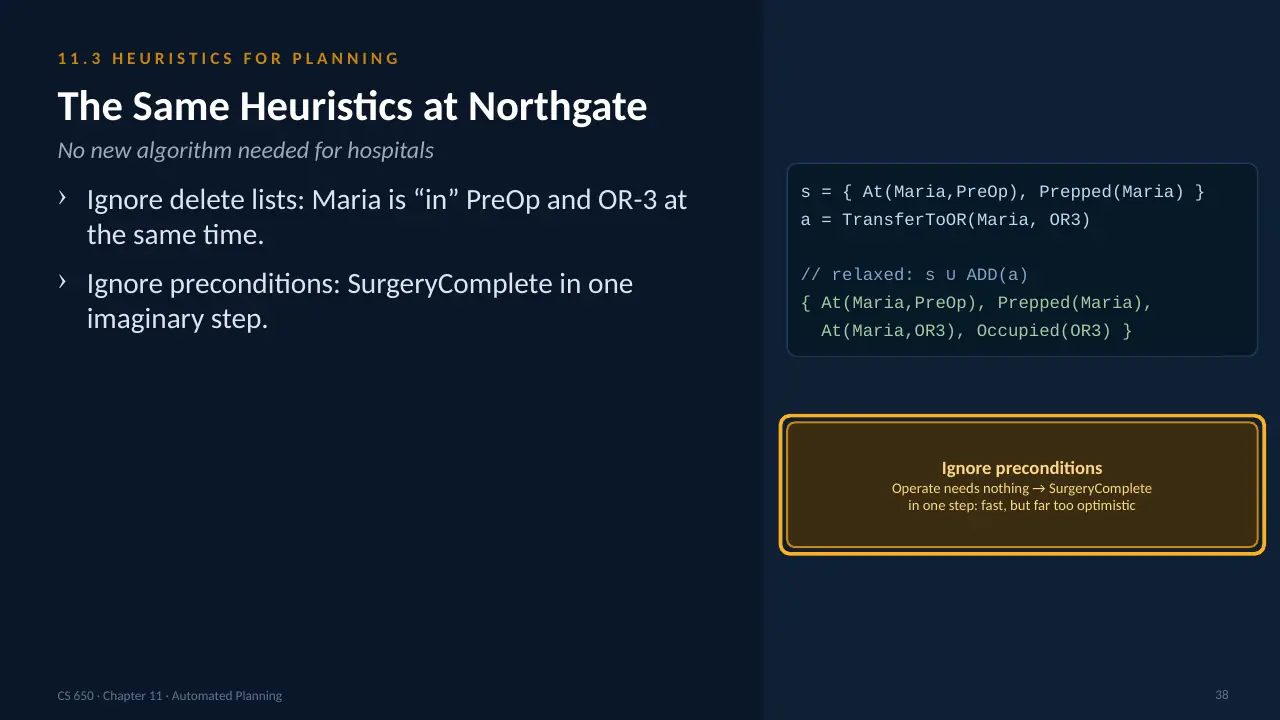 11.3 HEURISTICS FOR PLANNING
The Same Heuristics at Northgate
No new algorithm needed for hospitals
› Ignore delete lists: Maria is “in” PreOp and OR-3 at
the same time.
› Ignore preconditions: SurgeryComplete in one
imaginary step.
s = { At(Maria,PreOp), Prepped(Maria) }
a = TransferToOR(Maria, OR3)
// relaxed: s ∪ ADD(a)
{ At(Maria,PreOp), Prepped(Maria),
At(Maria,OR3), Occupied(OR3) }
Ignore preconditions
Operate needs nothing → SurgeryComplete
in one step: fast, but far too optimistic
CS 650 · Chapter 11 · Automated Planning
38